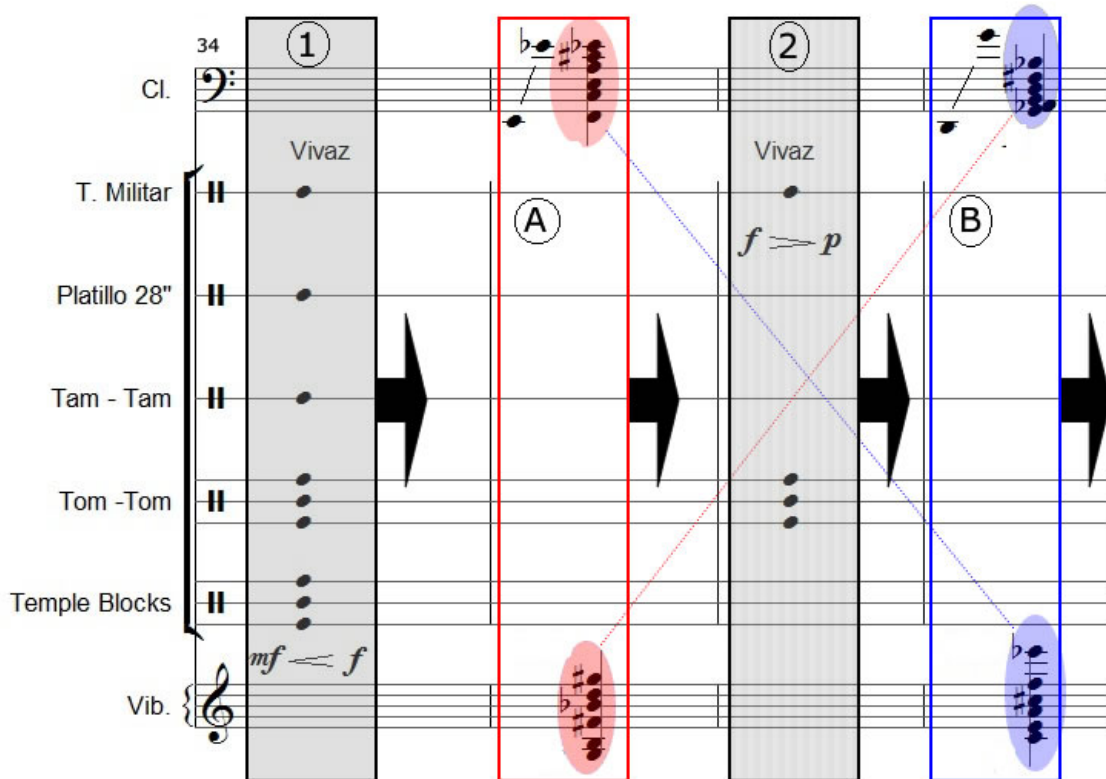 34
1
2
Cl.
Vivaz
Vivaz
T. Militar
A
B
f p
Platillo 28"
Tam - Tam
Tom -Tom
Temple Blocks
mf f
Vib.